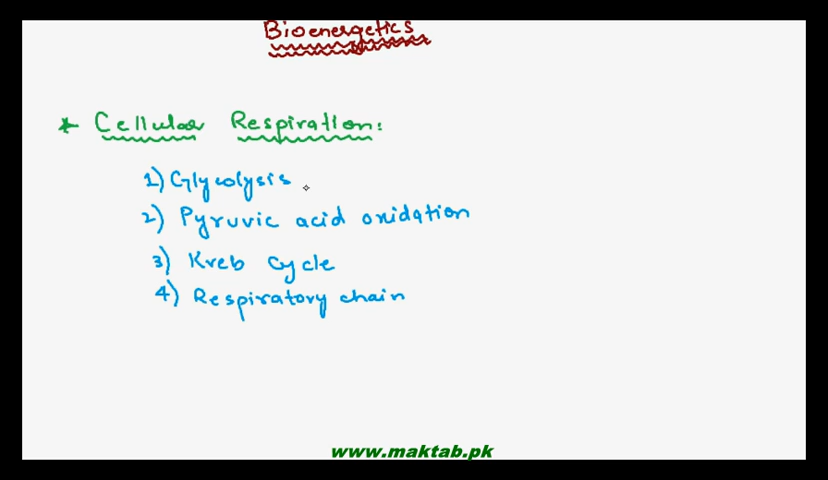 Bioenergetics
* Cellular Respiration:
1) Glycolysis
2) Pyruvic acid oxidation
3) Kreb Cycle
4) Respiratory chain
www.maktab.pk